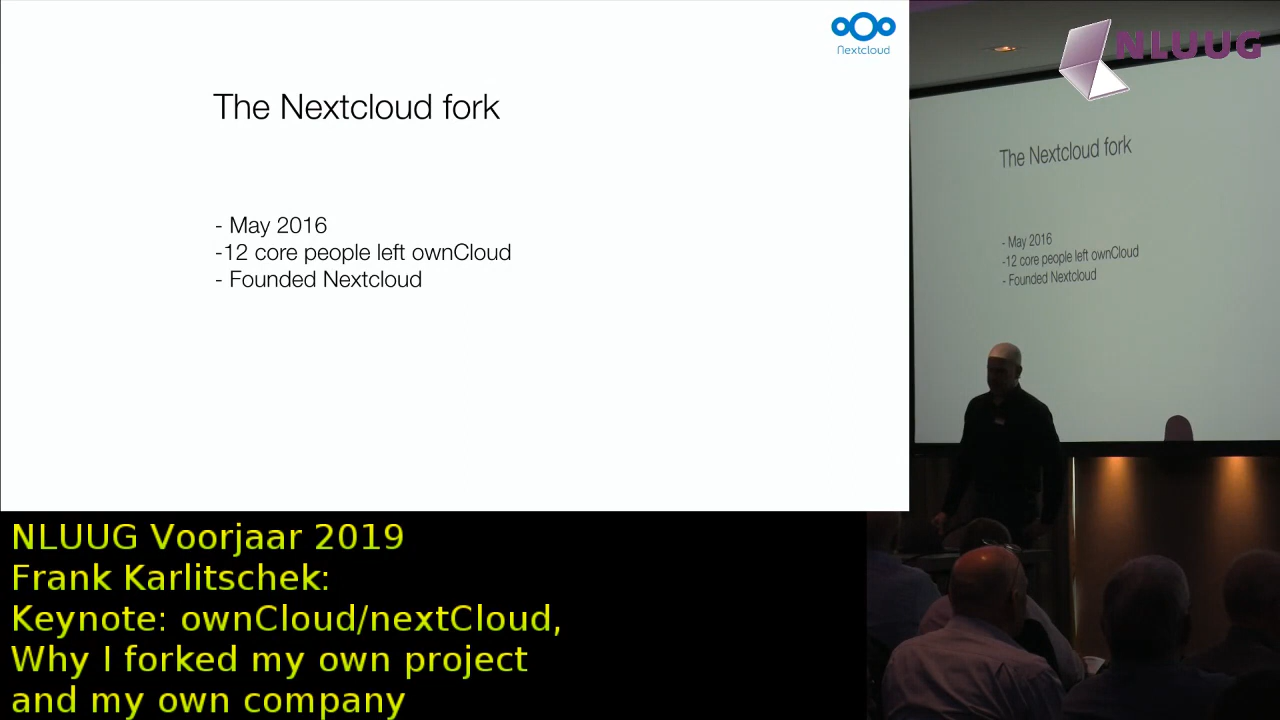 Nextcloud
The Nextcloud fork
- May 2016
-12 core people left ownCloud
- Founded Nextcloud
NLUUG
The Nextcloud fork
- May 2016
-12 core people left ownCloud
- Founded Nextcloud
NLUUG Voorjaar 2019
Frank Karlitschek:
Keynote: ownCloud/nextCloud,
Why I forked my own project
and my own company